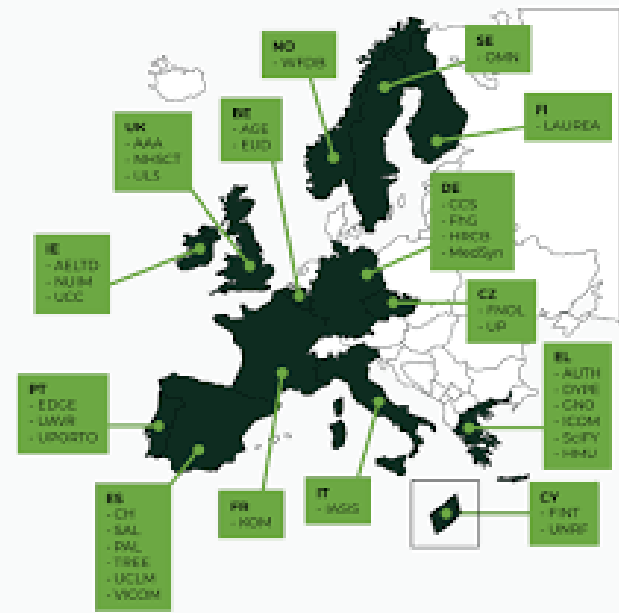 NO
- WFDB
SE
- DMN
BE
- AGE
- EUD
FI
- LAUREA
UK
- AAA
- NHSCT
- ULS
DE
- CCS
- FhG
- HRCB
- MedSyn
IE
- AELTD
- NUIM
- UCC
CZ
- FNOL
- UP
EL
- AUTH
- DYPE
- GNO
- ICOM
- SciFY
- HMU
PT
- EDGE
- UAVR
- UPORTO
ES
- CH
- SAL
- PAL
- TREE
- UCLM
- VICOM
FR
- KOM
IT
- IASIS
CY
- FINT
- UNRF